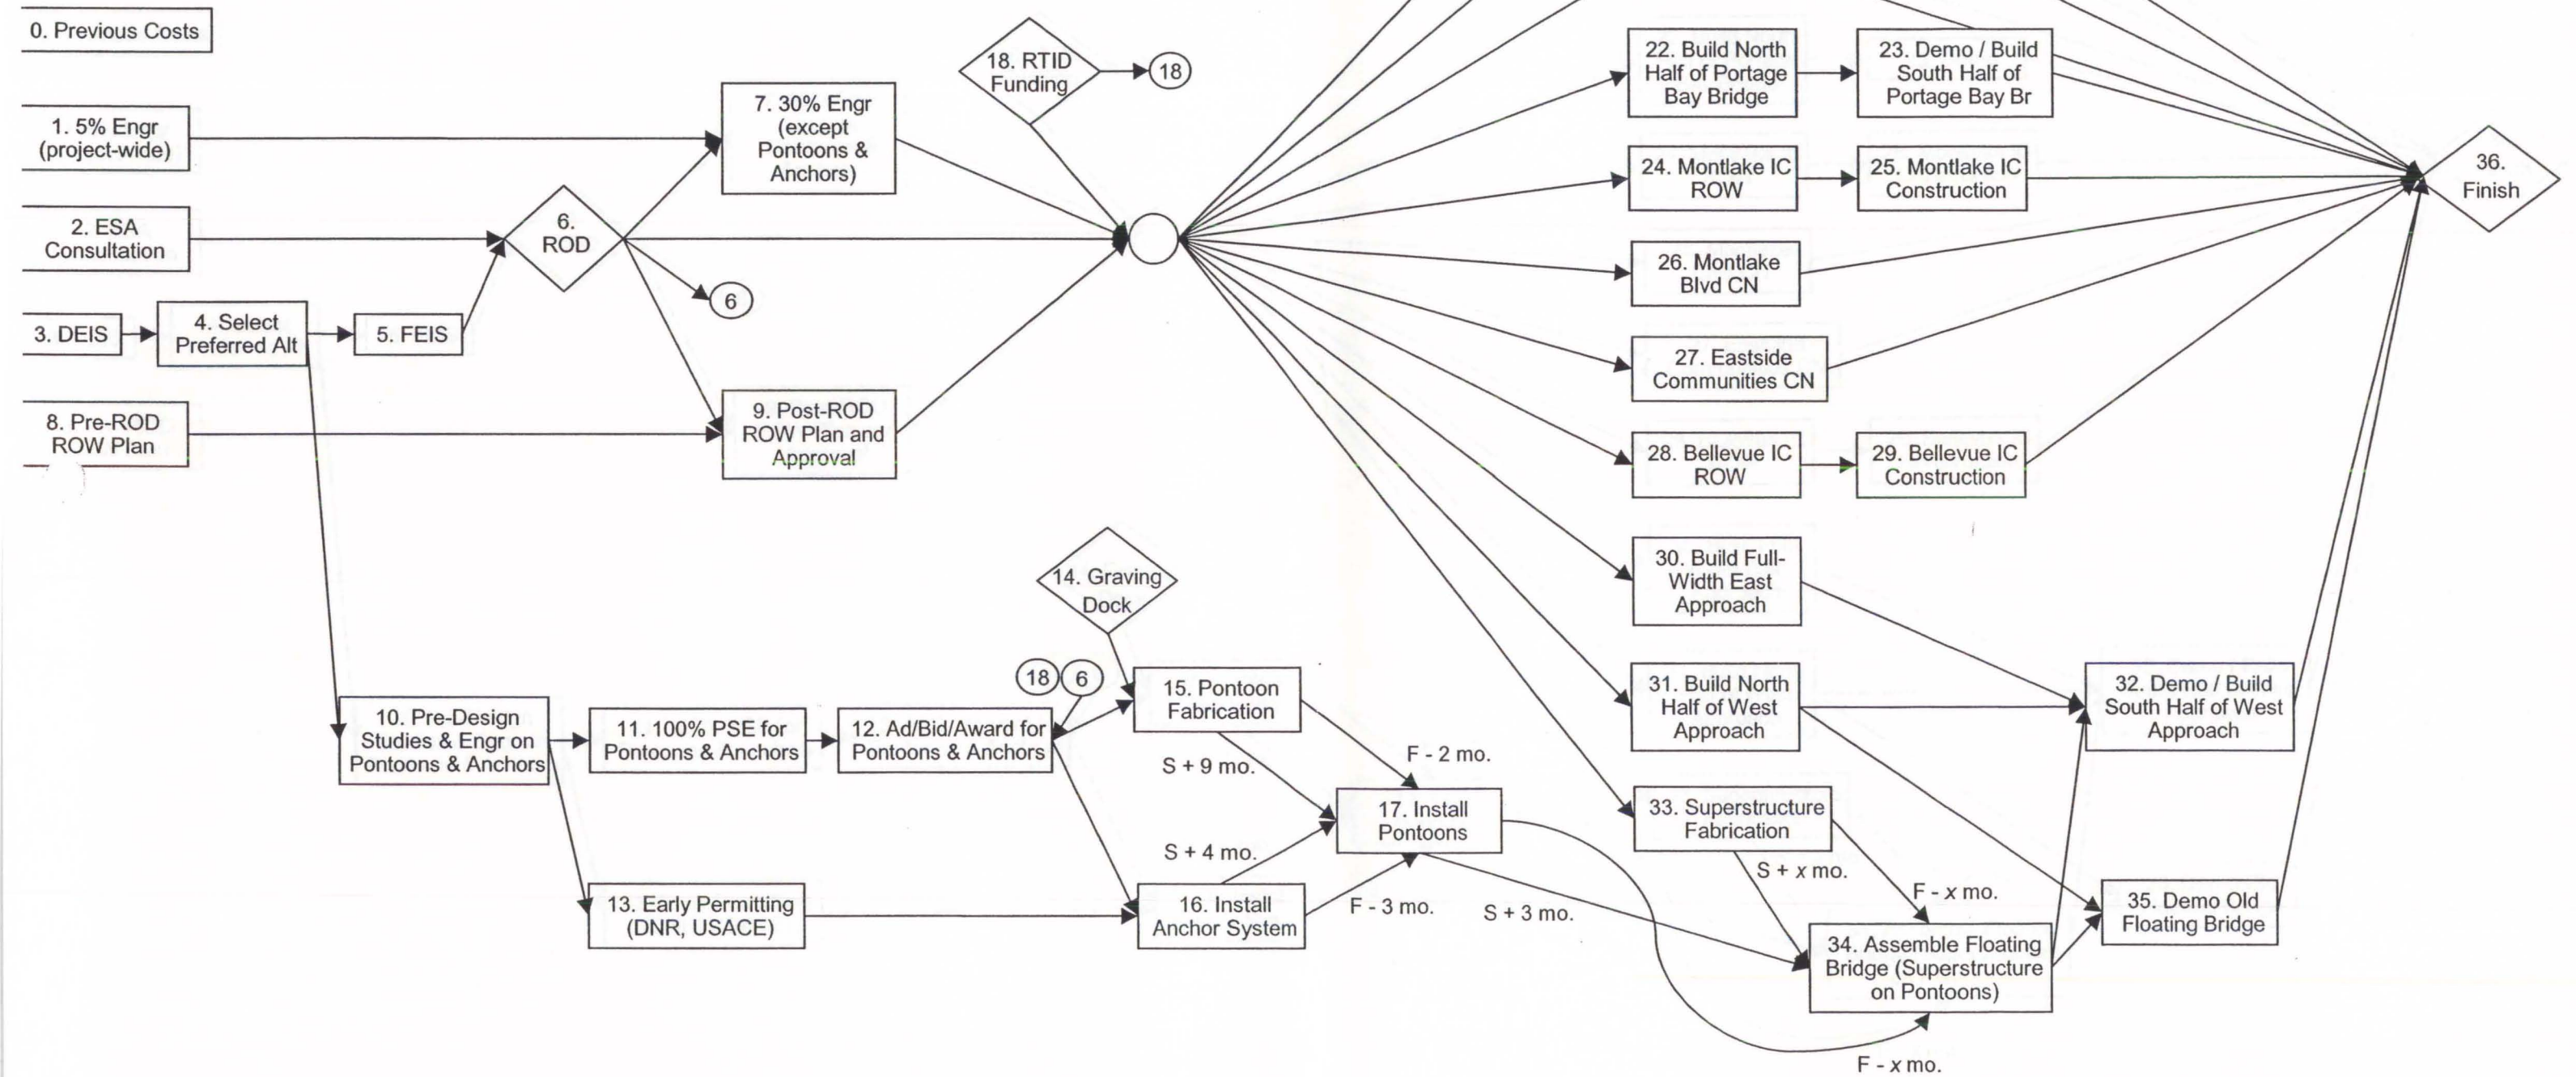 0. Previous Costs
1. 5% Engr
(project-wide)
2. ESA
Consultation
3. DEIS
4. Select
Preferred Alt
5. FEIS
6.
ROD
6
7. 30% Engr
(except
Pontoons &
Anchors)
8. Pre-ROD
ROW Plan
9. Post-ROD
ROW Plan and
Approval
18. RTID
Funding
18
10. Pre-Design
Studies & Engr on
Pontoons & Anchors
11. 100% PSE for
Pontoons & Anchors
12. Ad/Bid/Award for
Pontoons & Anchors
13. Early Permitting
(DNR, USACE)
14. Graving
Dock
18
6
15. Pontoon
Fabrication
S + 9 mo.
F - 2 mo.
16. Install
Anchor System
S + 4 mo.
F - 3 mo.
17. Install
Pontoons
S + 3 mo.
F - x mo.
22. Build North
Half of Portage
Bay Bridge
23. Demo / Build
South Half of
Portage Bay Br
24. Montlake IC
ROW
25. Montlake IC
Construction
26. Montlake
Blvd CN
27. Eastside
Communities CN
28. Bellevue IC
ROW
29. Bellevue IC
Construction
30. Build Full-
Width East
Approach
31. Build North
Half of West
Approach
32. Demo / Build
South Half of West
Approach
33. Superstructure
Fabrication
S + x mo.
F - x mo.
34. Assemble Floating
Bridge (Superstructure
on Pontoons)
35. Demo Old
Floating Bridge
36.
Finish